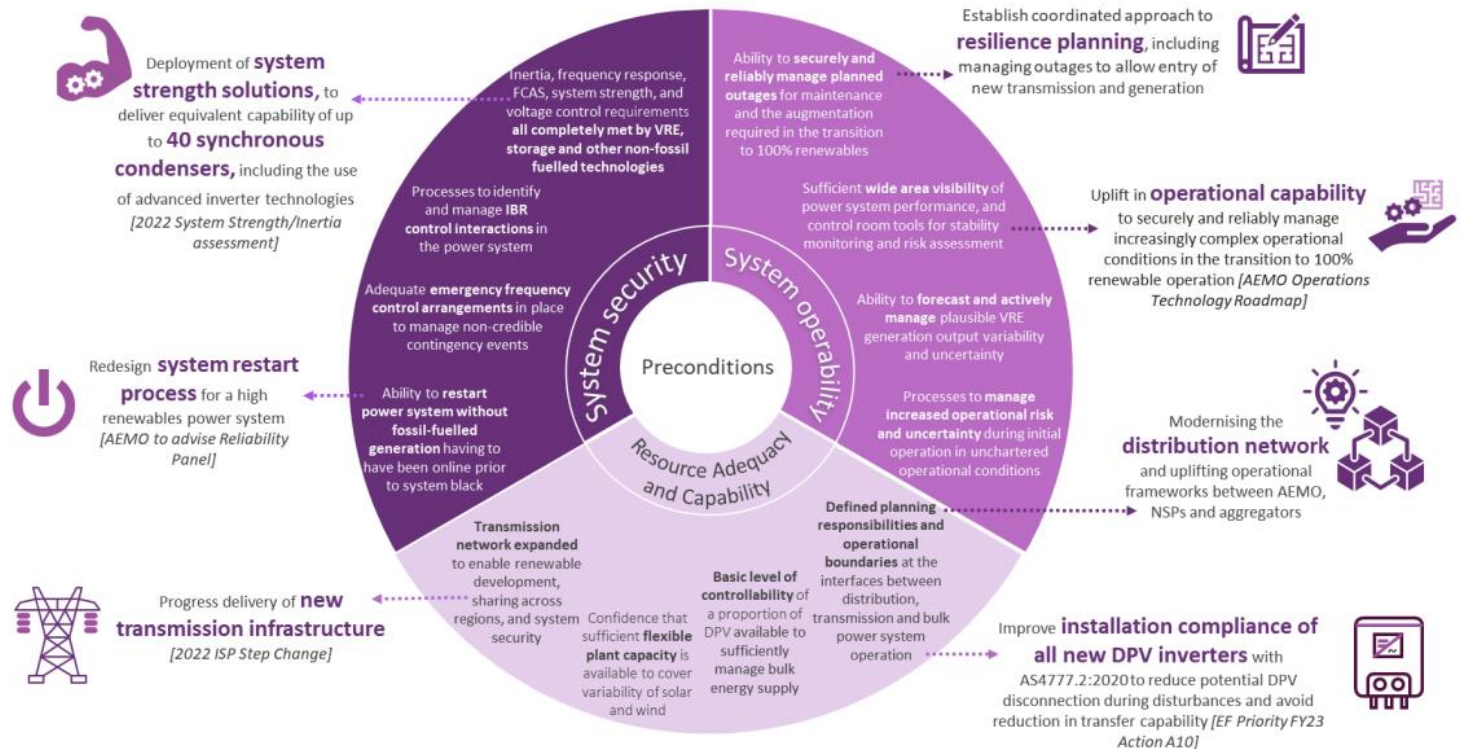 Deployment of system
strength solutions, to
deliver equivalent capability of up
to 40 synchronous
condensers, including the use
of advanced inverter technologies
[2022 System Strength/Inertia
assessment]
Redesign system restart
process for a high
renewables power system
[AEMO to advise Reliability
Panel]
Progress delivery of new
transmission infrastructure
[2022 ISP Step Change]
Inertia, frequency response,
FCAS, system strength, and
voltage control requirements
all completely met by VRE,
storage and other non-fossil
fuelled technologies
Processes to identify
and manage IBR
control interactions in
the power system
Adequate emergency frequency
control arrangements in place
to manage non-credible
contingency events
Ability to restart
power system without
fossil-fuelled
generation having to
have been online prior
to system black
System security
Preconditions
System operability
Resource Adequacy
and Capability
Ability to securely and
reliably manage planned
outages for maintenance
and the augmentation
required in the transition
to 100% renewables
Sufficient wide area visibility of
power system performance, and
control room tools for stability
monitoring and risk assessment
Ability to forecast and actively
manage plausible VRE
generation output variability
and uncertainty
Processes to manage
increased operational risk
and uncertainty during initial
operation in unchartered
operational conditions
Transmission
network expanded
to enable renewable
development,
sharing across
regions, and system
security
Confidence that
sufficient flexible
plant capacity is
available to cover
variability of solar
and wind
Basic level of
controllability of
a proportion of
DPV available to
sufficiently
manage bulk
energy supply
Defined planning
responsibilities and
operational
boundaries at the
interfaces between
distribution,
transmission and bulk
power system
operation
Establish coordinated approach to
resilience planning, including
managing outages to allow entry of
new transmission and generation
Uplift in operational capability
to securely and reliably manage
increasingly complex operational
conditions in the transition to 100%
renewable operation [AEMO Operations
Technology Roadmap]
Modernising the
distribution network
and uplifting operational
frameworks between AEMO,
NSPs and aggregators
Improve installation compliance of
all new DPV inverters with
AS4777.2:2020 to reduce potential DPV
disconnection during disturbances and avoid
reduction in transfer capability [EF Priority FY23
Action A10]